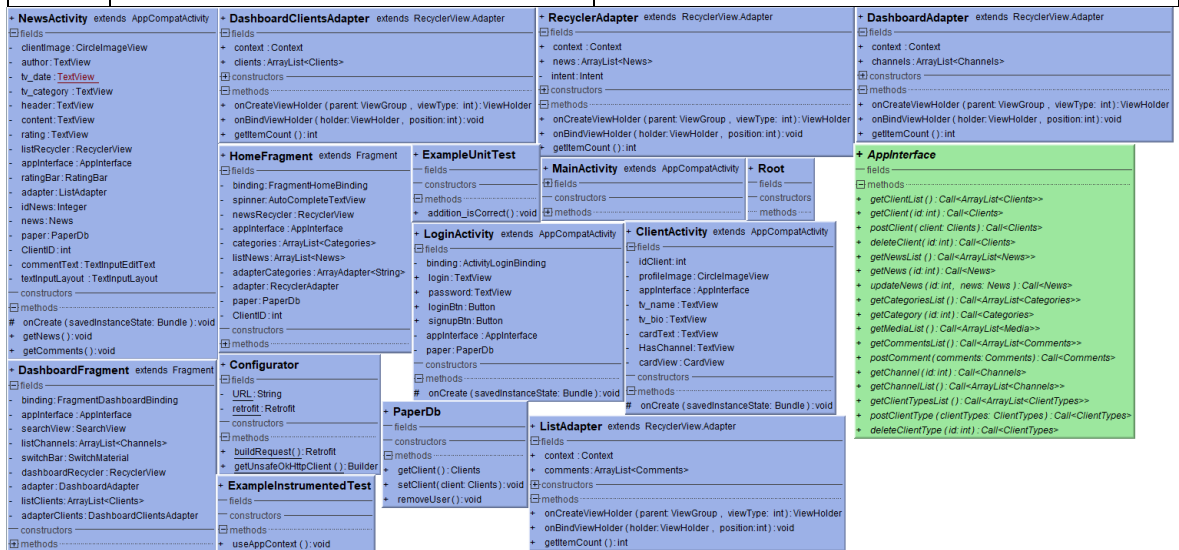 + NewsActivity extends AppCompatActivity
fields
- clientImage : CircleImageView
- author : TextView
- tv_date : TextView
- tv_category : TextView
- header : TextView
- content : TextView
- rating : TextView
- listRecycler : RecyclerView
- appInterface : AppInterface
- ratingBar : RatingBar
- adapter : ListAdapter
- idNews: Integer
- news : News
- paper : PaperDb
- ClientID : int
- commentText : TextInputEditText
- textInputLayout : TextInputLayout
constructors
methods
# onCreate ( savedInstanceState: Bundle ) : void
+ getNews ( ) : void
+ getComments ( ) : void
+ DashboardClientsAdapter extends RecyclerView.Adapter
fields
+ context : Context
+ clients : ArrayList<Clients>
constructors
methods
+ onCreateViewHolder ( parent: ViewGroup , viewType: int ) : ViewHolder
+ onBindViewHolder ( holder: ViewHolder , position: int ) : void
+ getItemCount ( ) : int
+ RecyclerAdapter extends RecyclerView.Adapter
fields
+ context : Context
+ news : ArrayList<News>
- intent : Intent
constructors
methods
+ onCreateViewHolder ( parent: ViewGroup , viewType: int ) : ViewHolder
+ onBindViewHolder ( holder: ViewHolder , position: int ) : void
+ getItemCount ( ) : int
+ DashboardAdapter extends RecyclerView.Adapter
fields
+ context : Context
+ channels : ArrayList<Channels>
constructors
methods
+ onCreateViewHolder ( parent: ViewGroup , viewType: int ) : ViewHolder
+ onBindViewHolder ( holder: ViewHolder , position: int ) : void
+ getItemCount ( ) : int
+ HomeFragment extends Fragment
fields
- binding : FragmentHomeBinding
- spinner : AutoCompleteTextView
- newsRecycler : RecyclerView
- appInterface : AppInterface
- categories : ArrayList<Categories>
- listNews : ArrayList<News>
- adapterCategories : ArrayAdapter<String>
- adapter : RecyclerAdapter
- paper : PaperDb
- ClientID : int
constructors
methods
+ ExampleUnitTest
fields
constructors
methods
+ addition_isCorrect ( ) : void
+ MainActivity extends AppCompatActivity
fields
constructors
methods
+ Root
fields
constructors
methods
+ AppInterface
fields
methods
+ getClientList ( ) : Call<ArrayList<Clients>>
+ getClient ( id: int ) : Call<Clients>
+ postClient ( client: Clients ) : Call<Clients>
+ deleteClient ( id: int ) : Call<Clients>
+ getNewsList ( ) : Call<ArrayList<News>>
+ getNews ( id: int ) : Call<News>
+ updateNews ( id: int , news: News ) : Call<News>
+ getCategoriesList ( ) : Call<ArrayList<Categories>>
+ getCategory ( id: int ) : Call<Categories>
+ getMediaList ( ) : Call<ArrayList<Media>>
+ getCommentsList ( ) : Call<ArrayList<Comments>>
+ postComment ( comments: Comments ) : Call<Comments>
+ getChannel ( id: int ) : Call<Channels>
+ getChannelList ( ) : Call<ArrayList<Channels>>
+ getClientTypesList ( ) : Call<ArrayList<ClientTypes>>
+ postClientType ( clientTypes: ClientTypes ) : Call<ClientTypes>
+ deleteClientType ( id: int ) : Call<ClientTypes>
+ LoginActivity extends AppCompatActivity
fields
- binding : ActivityLoginBinding
+ login : TextView
+ password : TextView
+ loginBtn : Button
+ signupBtn : Button
- appInterface : AppInterface
- paper : PaperDb
constructors
methods
# onCreate ( savedInstanceState: Bundle ) : void
+ ClientActivity extends AppCompatActivity
fields
- idClient : int
- profileImage : CircleImageView
- appInterface : AppInterface
- tv_name : TextView
- tv_bio : TextView
- cardText : TextView
- HasChannel : TextView
- cardView : CardView
constructors
methods
# onCreate ( savedInstanceState: Bundle ) : void
+ DashboardFragment extends Fragment
fields
- binding : FragmentDashboardBinding
- appInterface : AppInterface
- searchView : SearchView
- listChannels : ArrayList<Channels>
- switchBar : SwitchMaterial
- dashboardRecycler : RecyclerView
- adapter : DashboardAdapter
- listClients : ArrayList<Clients>
- adapterClients : DashboardClientsAdapter
constructors
methods
+ Configurator
fields
- URL : String
- retrofit : Retrofit
constructors
methods
+ buildRequest ( ) : Retrofit
+ getUnsafeOkHttpClient ( ) : Builder
+ ExampleInstrumentedTest
fields
constructors
methods
+ useAppContext ( ) : void
+ PaperDb
fields
constructors
methods
+ getClient ( ) : Clients
+ setClient ( client: Clients ) : void
+ removeUser ( ) : void
+ ListAdapter extends RecyclerView.Adapter
fields
+ context : Context
+ comments : ArrayList<Comments>
constructors
methods
+ onCreateViewHolder ( parent: ViewGroup , viewType: int ) : ViewHolder
+ onBindViewHolder ( holder: ViewHolder , position: int ) : void
+ getItemCount ( ) : int